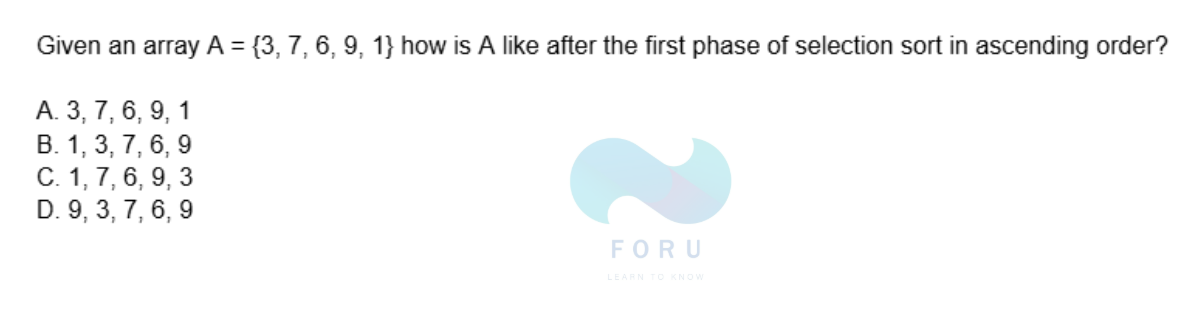 Given an array A = {3, 7, 6, 9, 1} how is A like after the first phase of selection sort in ascending order?
A. 3, 7, 6, 9, 1
B. 1, 3, 7, 6, 9
C. 1, 7, 6, 9, 3
D. 9, 3, 7, 6, 9
FORU
LEARN TO KNOW